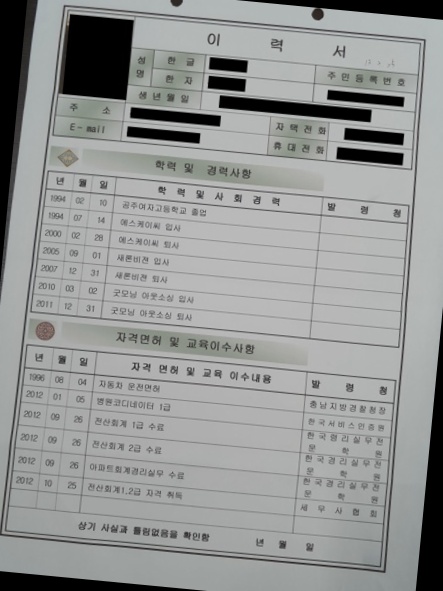 이 력 서
성명 한글 주민등록번호
한자
생년월일
주소 자택전화
E-mail 휴대전화
학력 및 경력사항
년 월 일 학 력 및 사 회 경 력 발 령 청
1994 02 10 공주여자고등학교 졸업
1994 07 14 에스케이씨 입사
2000 02 28 에스케이씨 퇴사
2005 09 01 새론비젼 입사
2007 12 31 새론비젼 퇴사
2010 03 02 굿모닝 아웃소싱 입사
2011 12 31 굿모닝 아웃소싱 퇴사
자격면허 및 교육이수사항
년 월 일 자격 면허 및 교육 이수내용 발 령 청
1996 08 04 자동차 운전면허 충남지방경찰청장
2012 01 05 병원코디네이터 1급 한국서비스인증원
2012 09 26 전산회계 1급 수료 한국경리실무전문학원
2012 09 26 전산회계 2급 수료 한국경리실무전문학원
2012 09 26 아파트회계경리실무 수료 한국경리실무전문학원
2012 10 25 전산회계1,2급 자격 취득 세무사협회
상기 사실과 틀림없음을 확인함 년 월 일